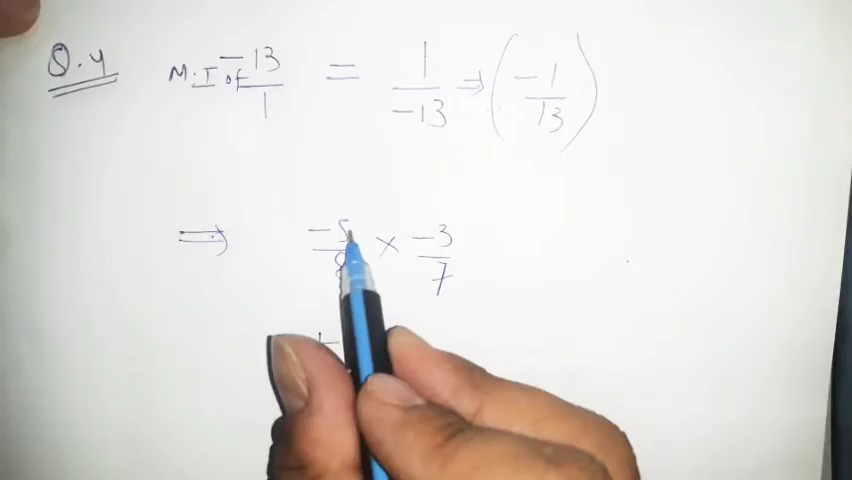 Q.4 M.I of -13/1 = 1/-13 ⇒ (-1/13)
⇒ -5/8 × -3/7
+